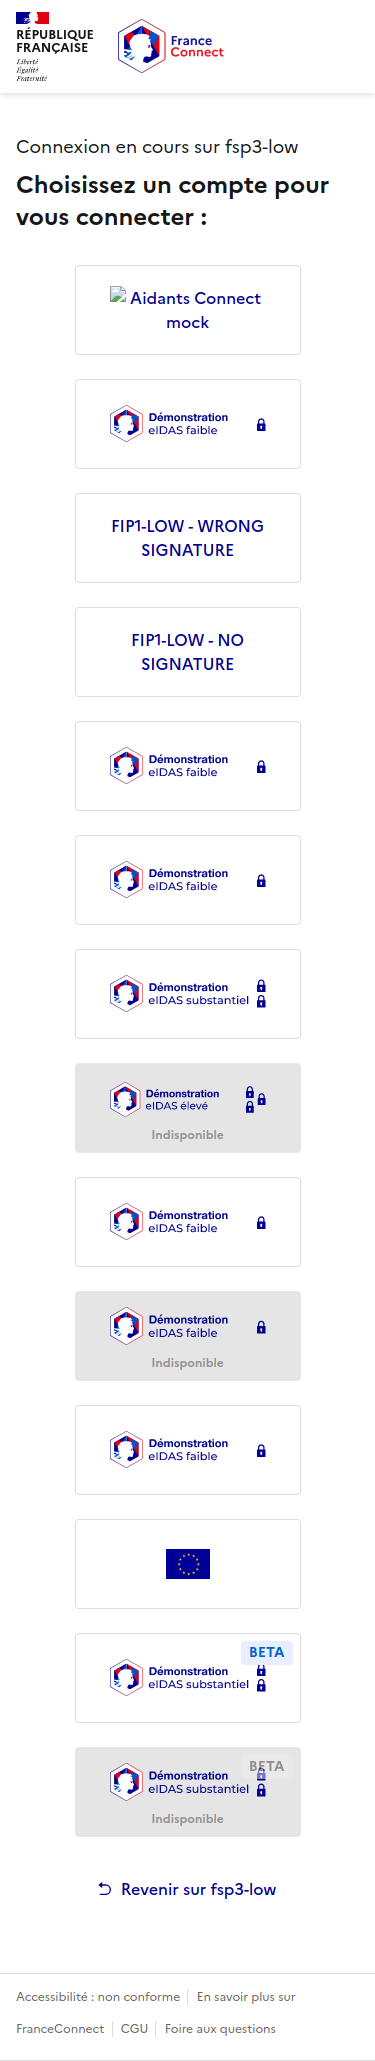 RÉPUBLIQUE
FRANÇAISE
Liberté
Égalité
Fraternité
France
Connect
Connexion en cours sur fsp3-low
Choisissez un compte pour
vous connecter :
Aidants Connect
mock
Démonstration
eIDAS faible
FIP1-LOW - WRONG
SIGNATURE
FIP1-LOW - NO
SIGNATURE
Démonstration
eIDAS faible
Démonstration
eIDAS faible
Démonstration
eIDAS substantiel
Démonstration
eIDAS élevé
Indisponible
Démonstration
eIDAS faible
Démonstration
eIDAS faible
Indisponible
Démonstration
eIDAS faible
BETA
Démonstration
eIDAS substantiel
BETA
Démonstration
eIDAS substantiel
Indisponible
Revenir sur fsp3-low
Accessibilité : non conforme
En savoir plus sur
FranceConnect
CGU
Foire aux questions